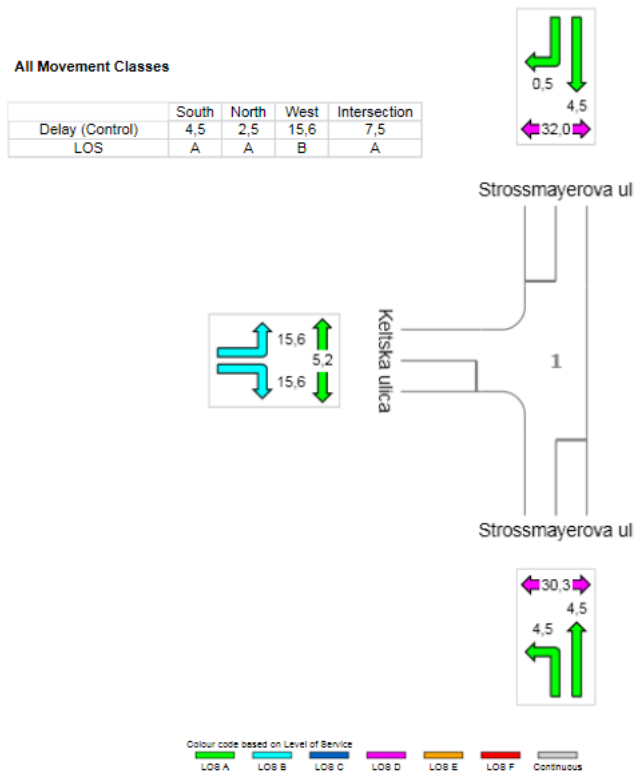 All Movement Classes
South North West Intersection
Delay (Control) 4,5 2,5 15,6 7,5
LOS A A B A
0,5
4,5
32,0
Strossmayerova ul
Keltska ulica
15,6
5,2
15,6
1
Strossmayerova ul
30,3
4,5
4,5
Colour code based on Level of Service
LOS A LOS B LOS C LOS D LOS E LOS F Continuous